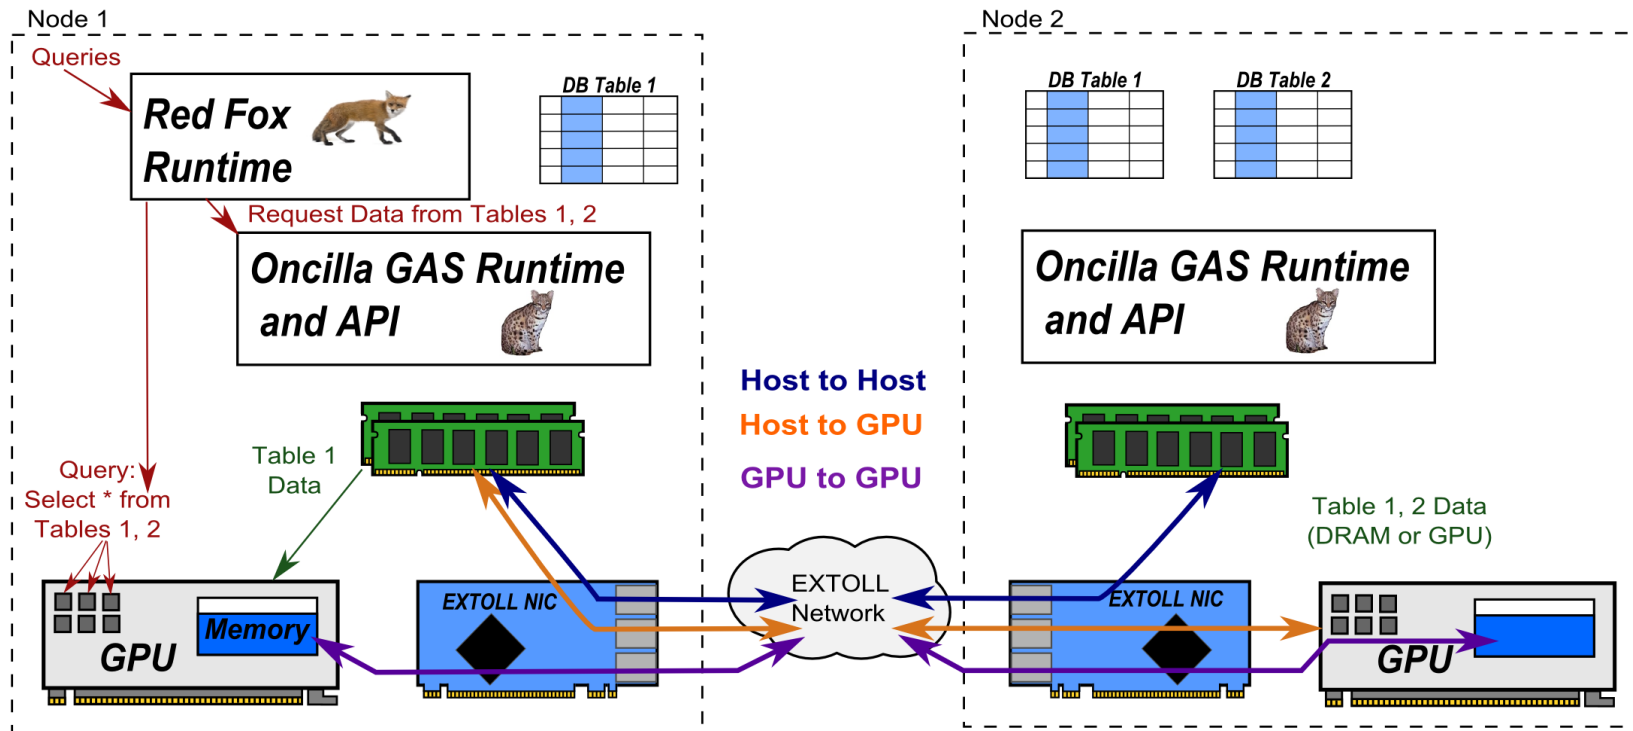 Node 1
Queries
Red Fox
Runtime
DB Table 1
Request Data from Tables 1, 2
Oncilla GAS Runtime
and API
Table 1
Data
Query:
Select * from
Tables 1, 2
GPU
Memory
EXTOLL NIC
Host to Host
Host to GPU
GPU to GPU
EXTOLL
Network
Node 2
DB Table 1
DB Table 2
Oncilla GAS Runtime
and API
Table 1, 2 Data
(DRAM or GPU)
EXTOLL NIC
GPU